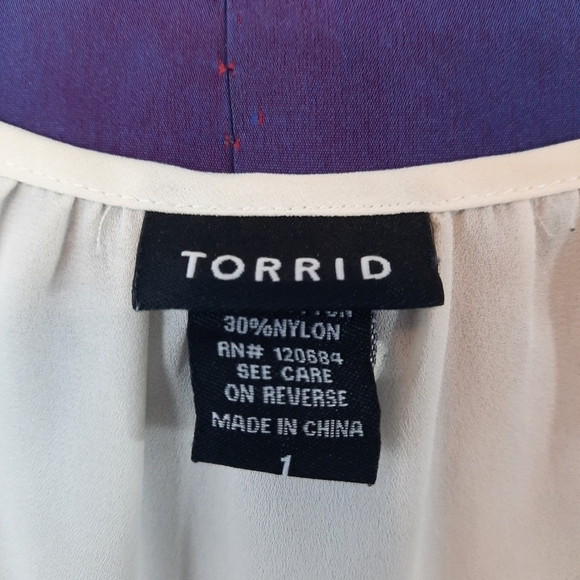 TORRID
30%NYLON
RN# 120684
SEE CARE
ON REVERSE
MADE IN CHINA
1